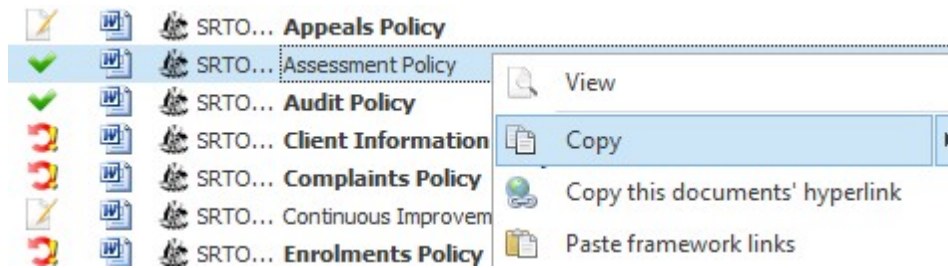 SRTO... Appeals Policy
SRTO... Assessment Policy
SRTO... Audit Policy
SRTO... Client Information
SRTO... Complaints Policy
SRTO... Continuous Improvem
SRTO... Enrolments Policy
View
Copy
Copy this documents' hyperlink
Paste framework links